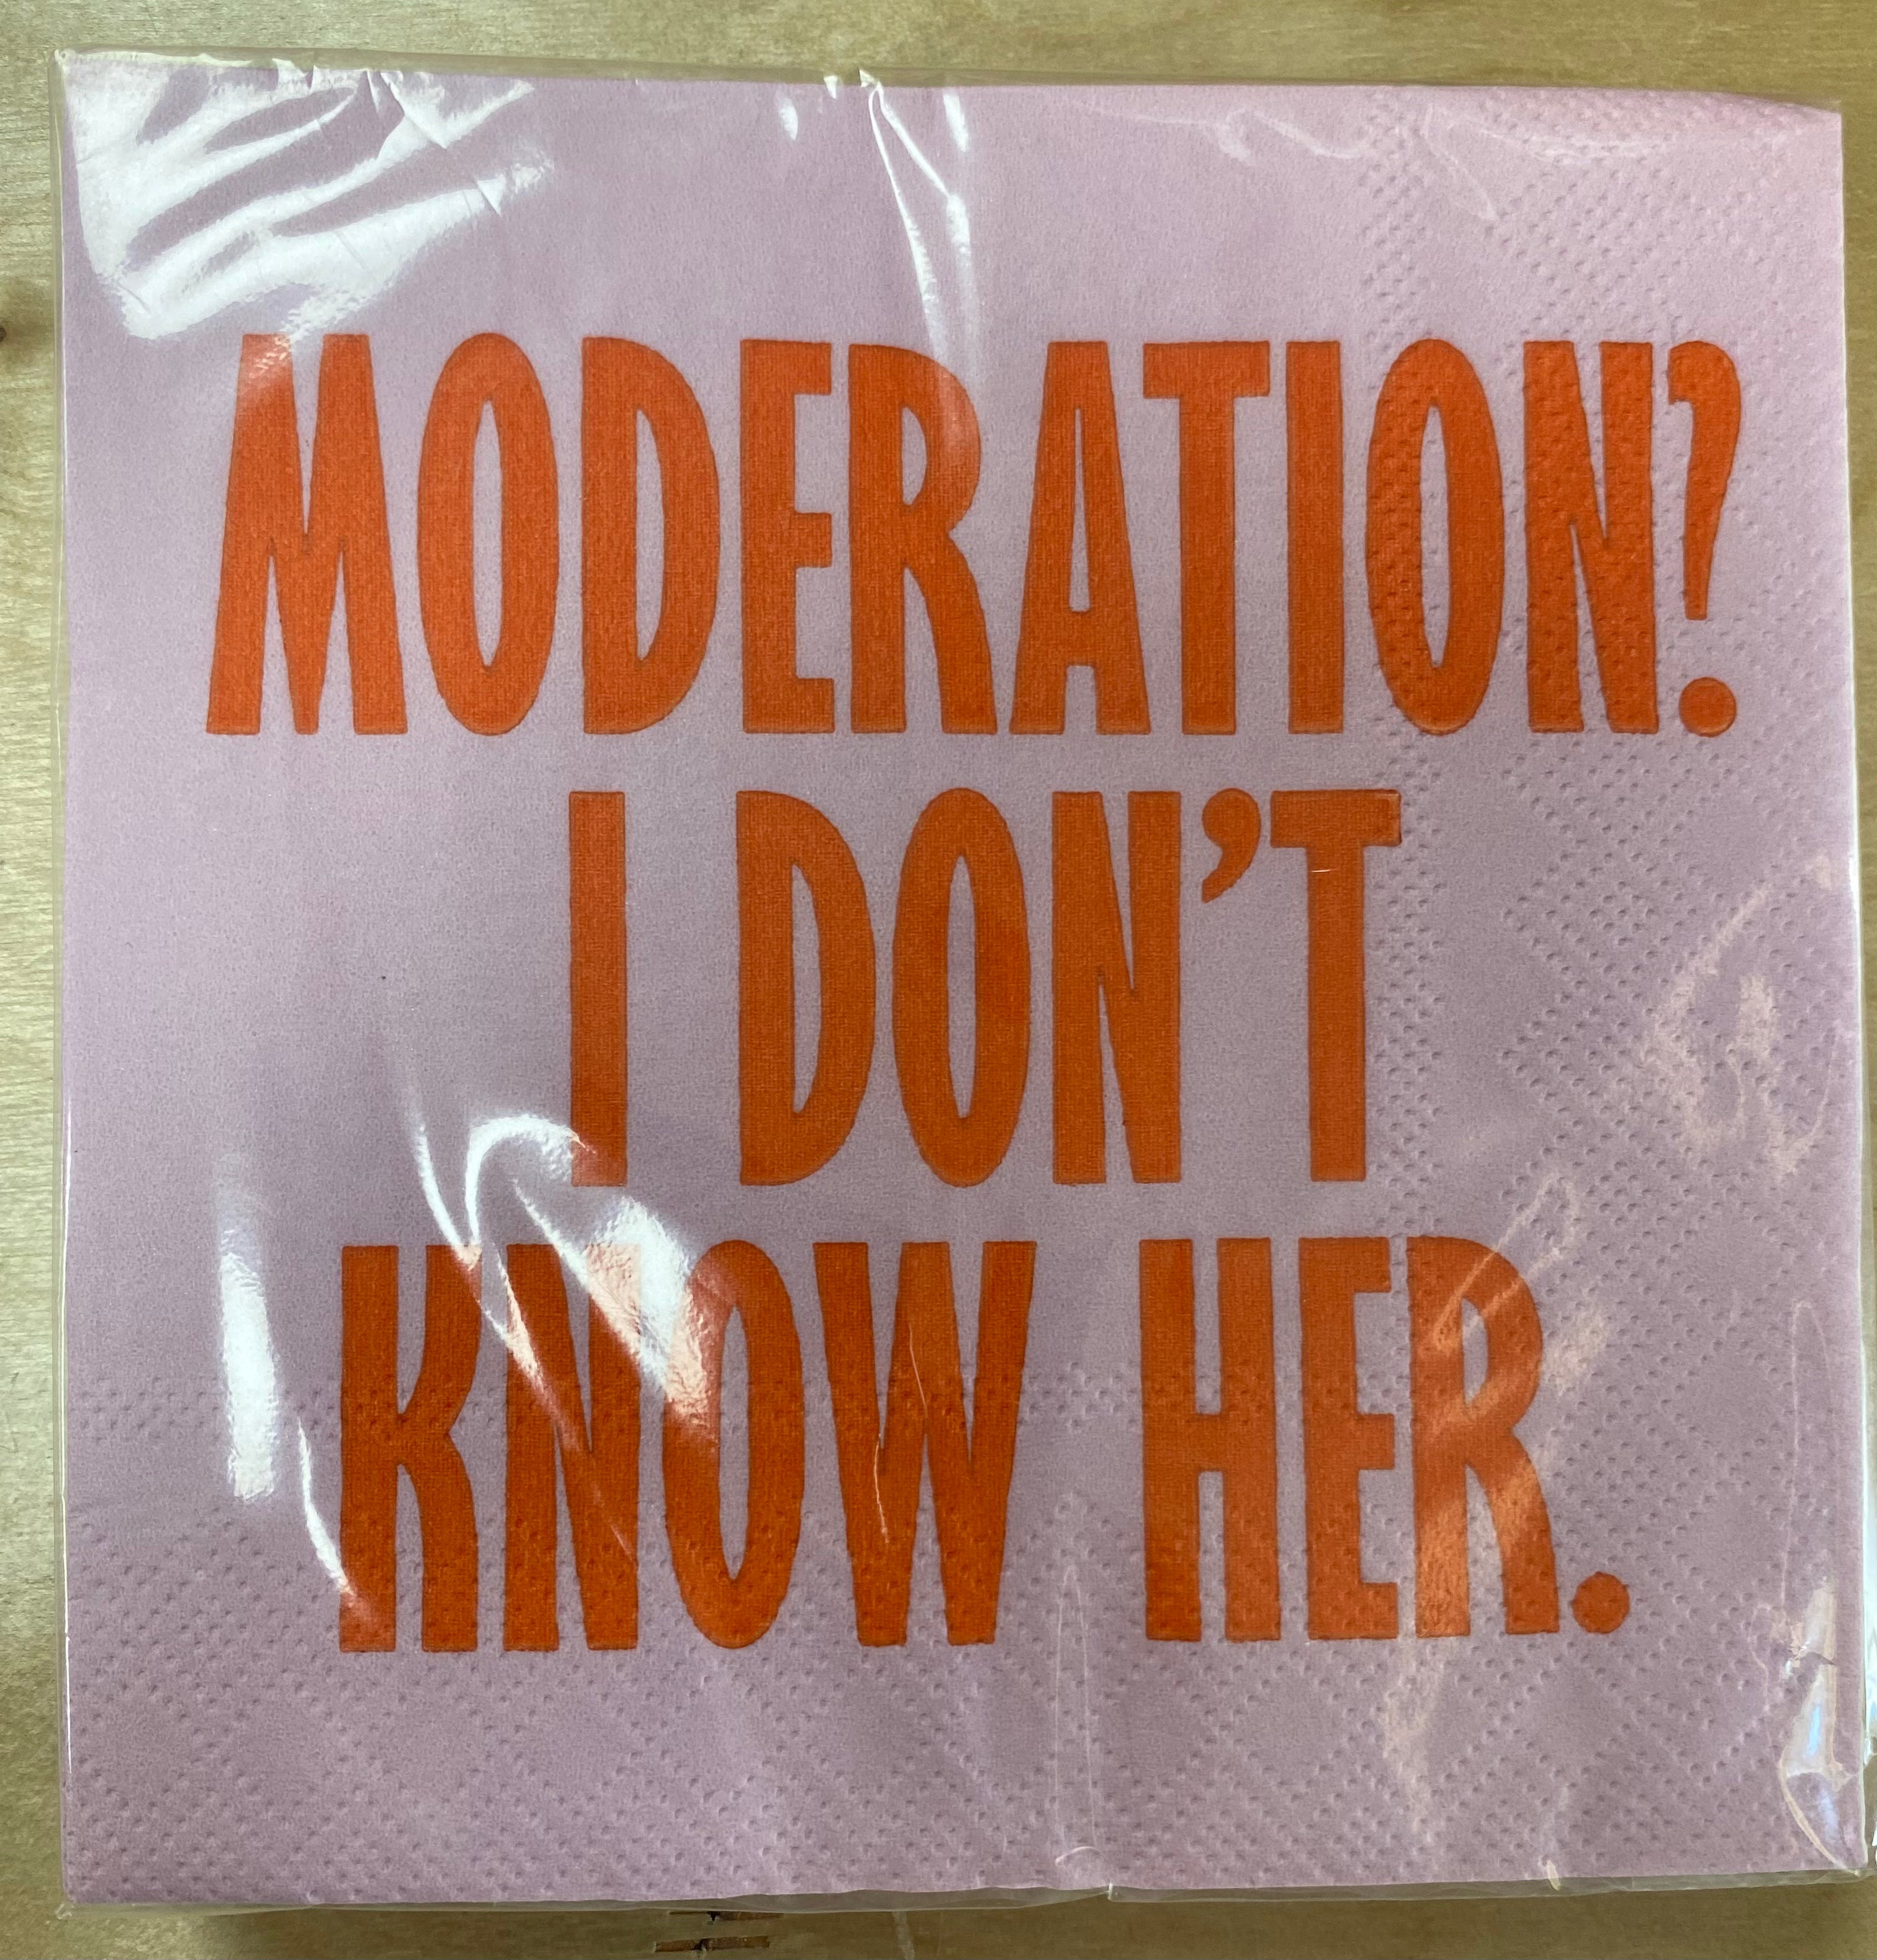 MODERATION?
I DON’T
KNOW HER.